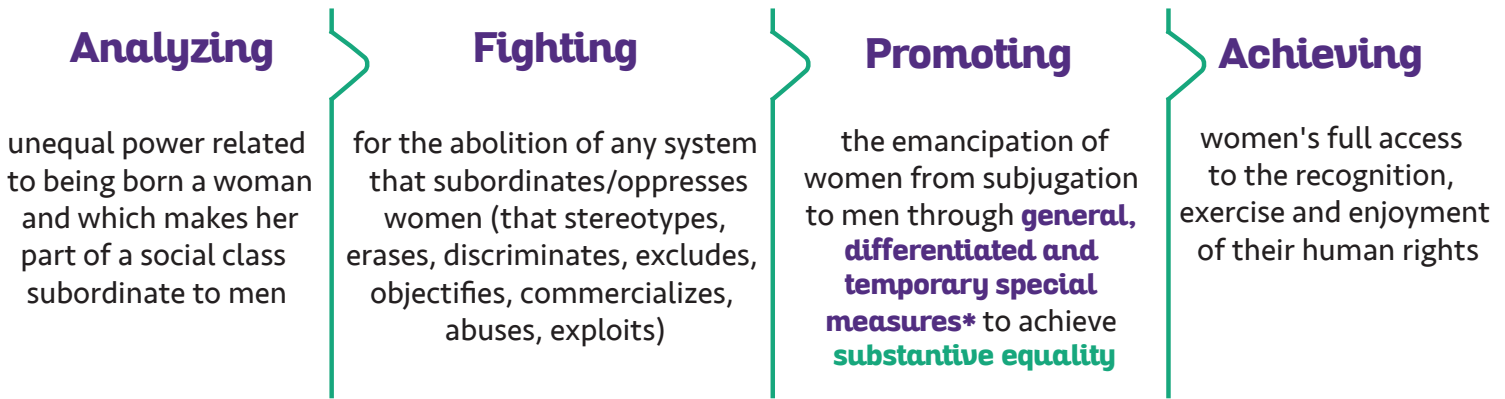 Analyzing
unequal power related
to being born a woman
and which makes her
part of a social class
subordinate to men
Fighting
for the abolition of any system
that subordinates/oppresses
women (that stereotypes,
erases, discriminates, excludes,
objectifies, commercializes,
abuses, exploits)
Promoting
the emancipation of
women from subjugation
to men through general,
differentiated and
temporary special
measures* to achieve
substantive equality
Achieving
women's full access
to the recognition,
exercise and enjoyment
of their human rights